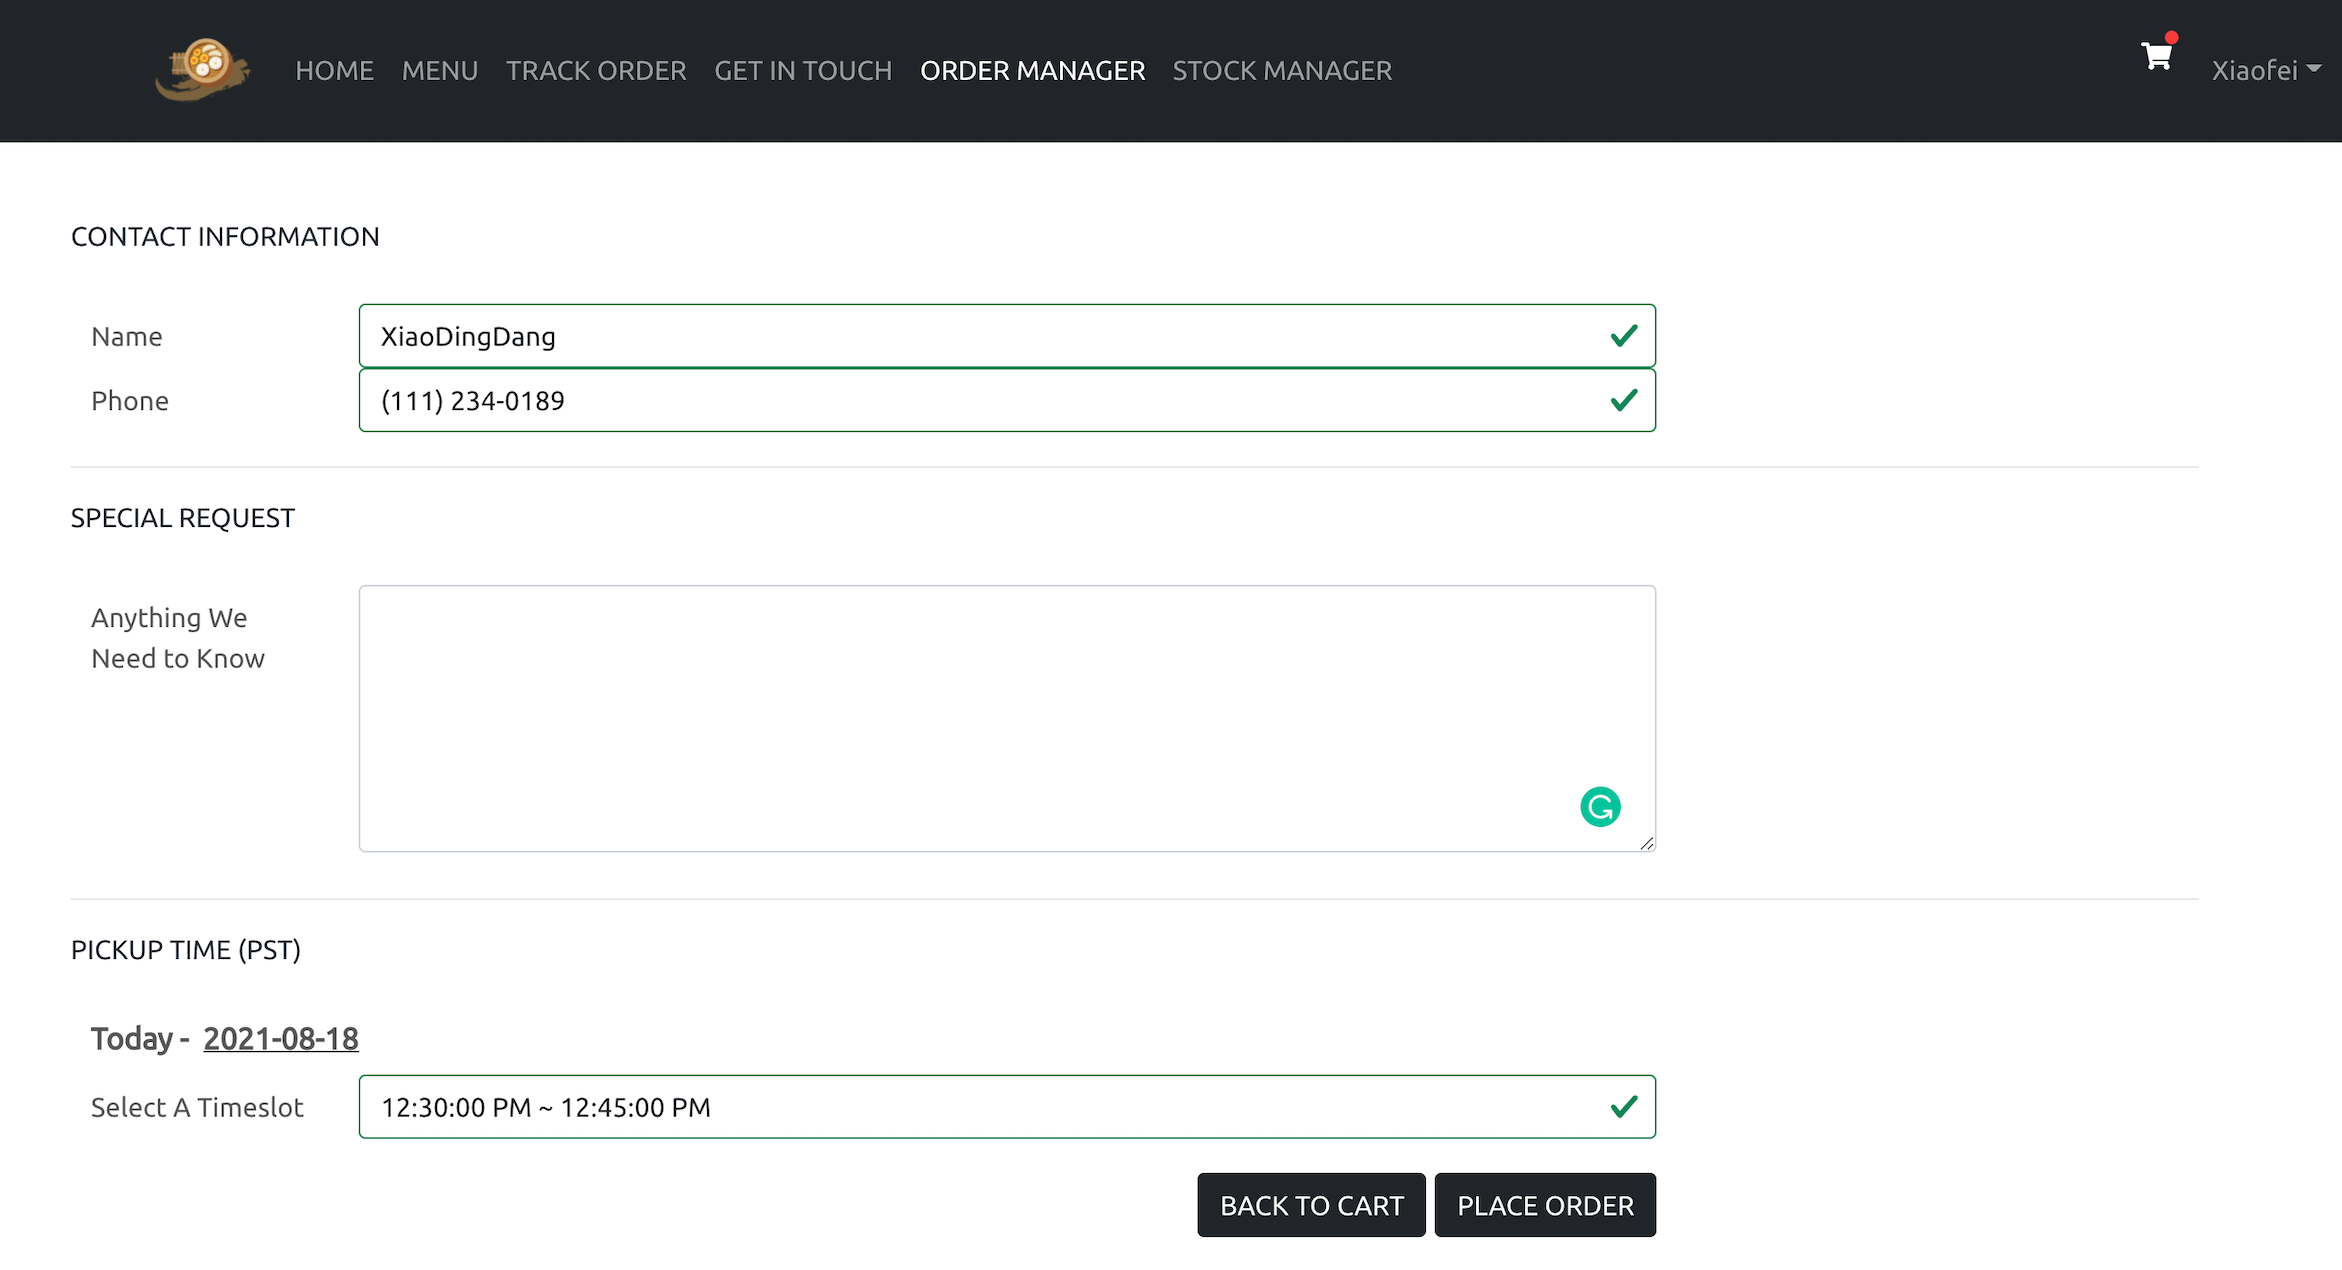 HOME MENU TRACK ORDER GET IN TOUCH ORDER MANAGER STOCK MANAGER Xiaofei
CONTACT INFORMATION
Name XiaoDingDang
Phone (111) 234-0189
SPECIAL REQUEST
Anything We
Need to Know
PICKUP TIME (PST)
Today - 2021-08-18
Select A Timeslot 12:30:00 PM ~ 12:45:00 PM
BACK TO CART PLACE ORDER